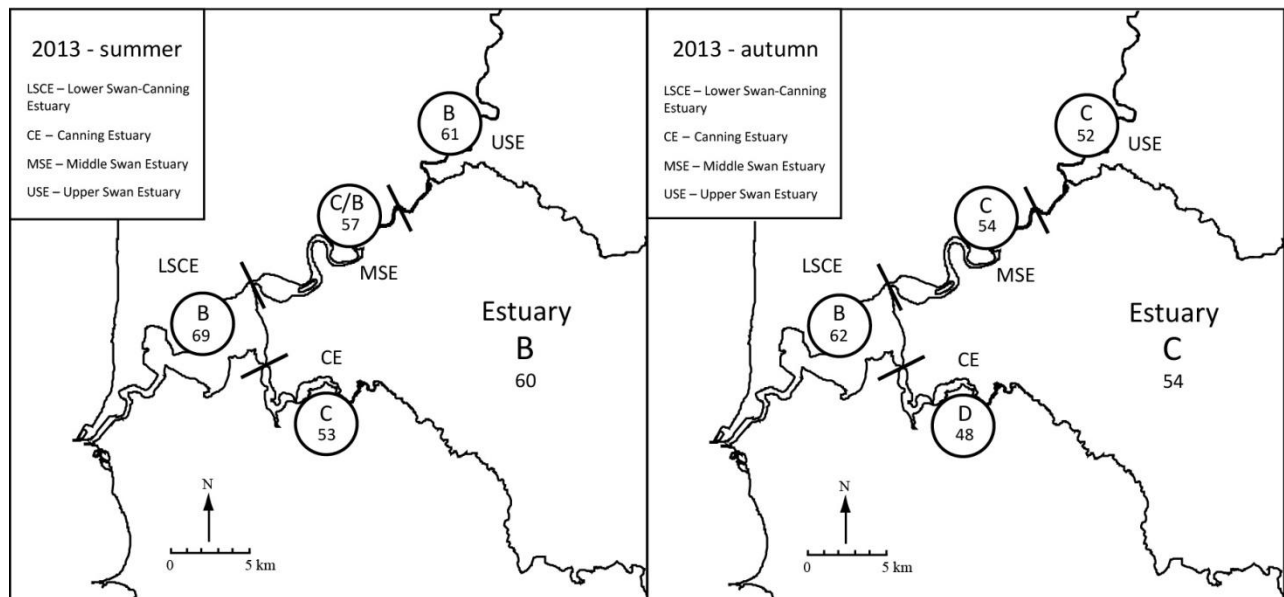 2013 - summer
LSCE – Lower Swan-Canning
Estuary
CE – Canning Estuary
MSE – Middle Swan Estuary
USE – Upper Swan Estuary
B
61
USE
C/B
57
MSE
LSCE
B
69
CE
C
53
Estuary
B
60
N
0
5 km
2013 - autumn
LSCE – Lower Swan-Canning
Estuary
CE – Canning Estuary
MSE – Middle Swan Estuary
USE – Upper Swan Estuary
C
52
USE
C
54
MSE
LSCE
B
62
CE
D
48
Estuary
C
54
N
0
5 km